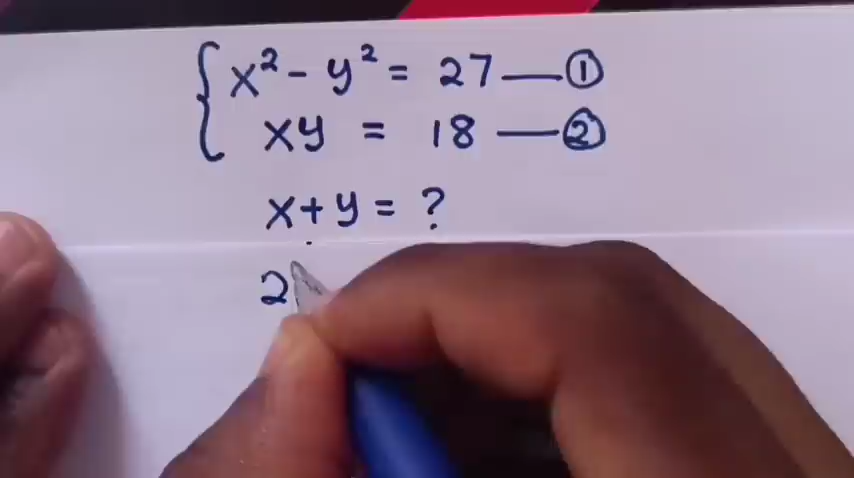 x² - y² = 27 — ①
xy = 18 — ②
x + y = ?
2